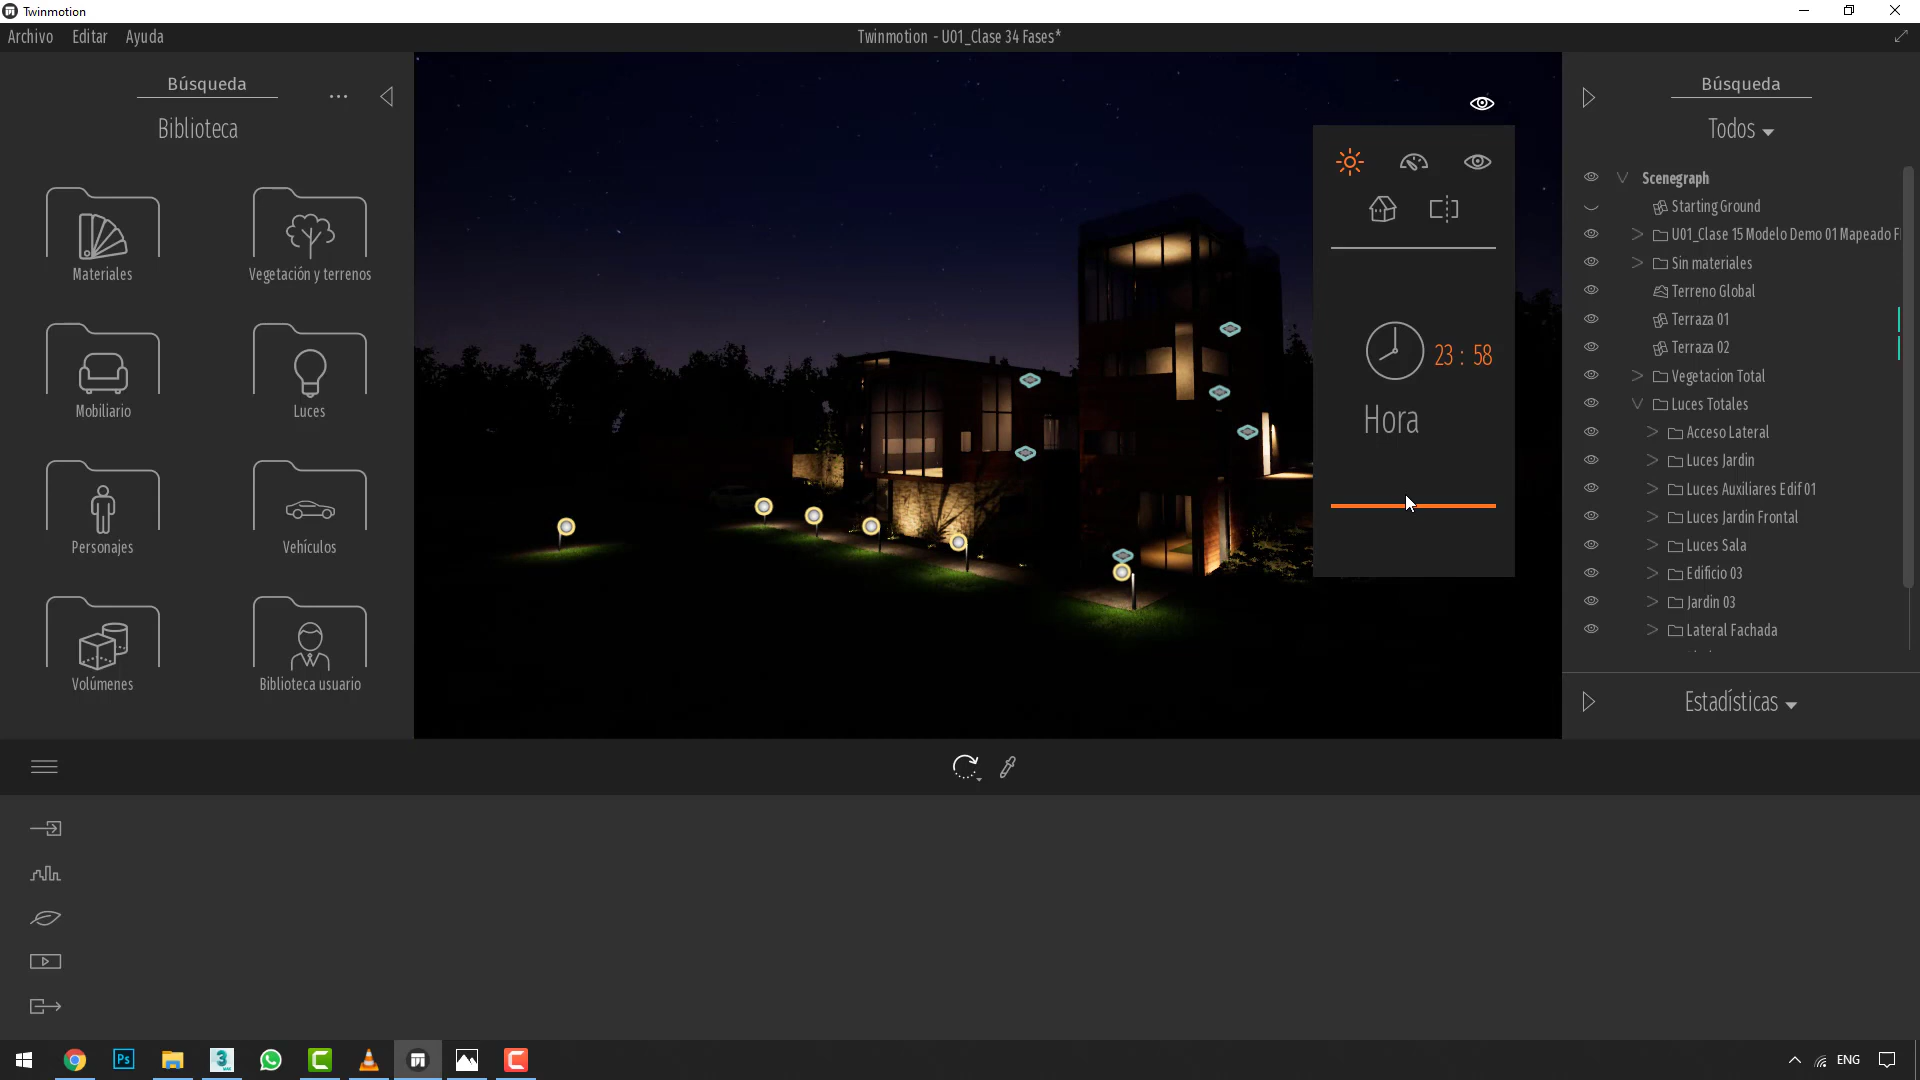 Twinmotion
Archivo Editar Ayuda
Twinmotion - U01_Clase 34 Fases*
Búsqueda
...
Biblioteca
Materiales
Vegetación y terrenos
Mobiliario
Luces
Personajes
Vehículos
Volúmenes
Biblioteca usuario
23 : 58
Hora
Búsqueda
Todos
Scenegraph
Starting Ground
U01_Clase 15 Modelo Demo 01 Mapeado F
Sin materiales
Terreno Global
Terraza 01
Terraza 02
Vegetacion Total
Luces Totales
Acceso Lateral
Luces Jardin
Luces Auxiliares Edif 01
Luces Jardin Frontal
Luces Sala
Edificio 03
Jardin 03
Lateral Fachada
Estadísticas
Ps
3
MAX
ENG